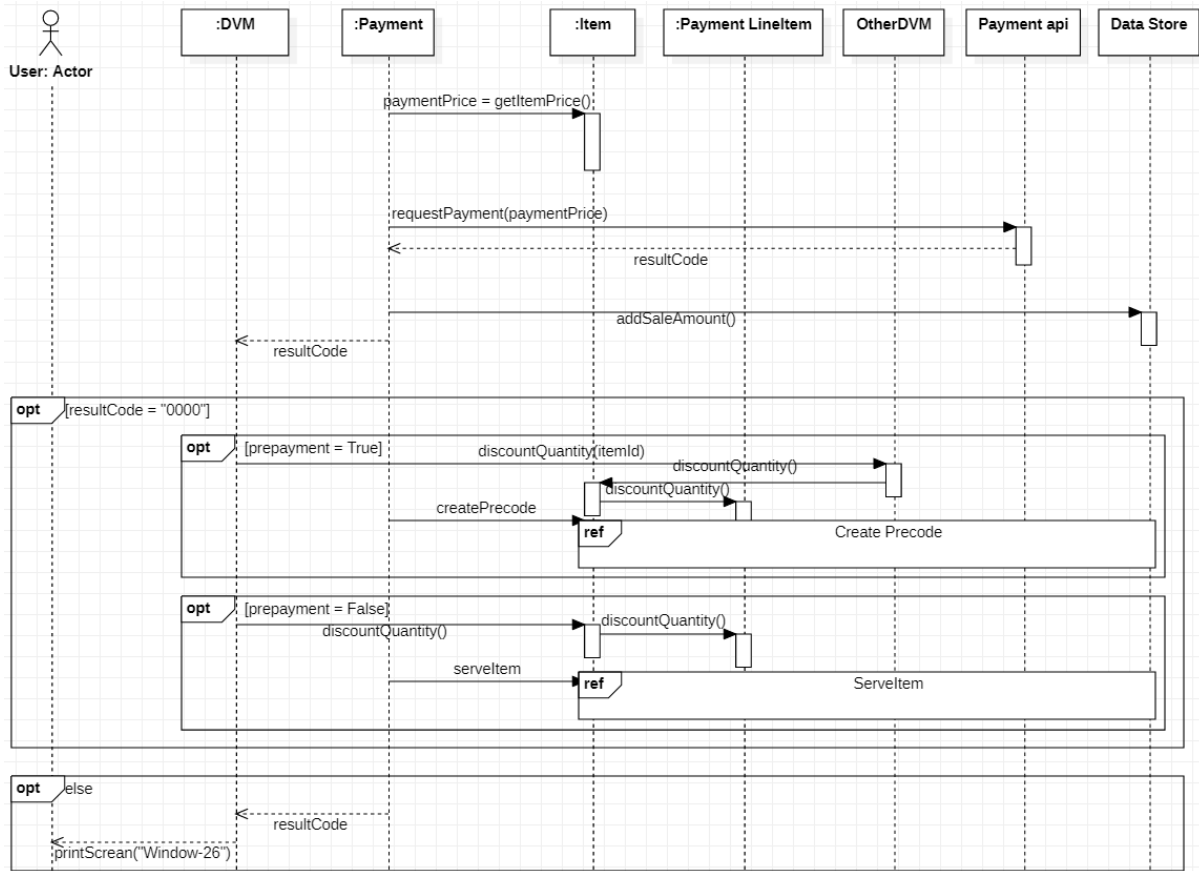 :DVM
:Payment
:Item
:Payment LineItem
OtherDVM
Payment api
Data Store
User: Actor
paymentPrice = getItemPrice()
requestPayment(paymentPrice)
resultCode
addSaleAmount()
resultCode
opt
[resultCode = "0000"]
opt
[prepayment = True]
discountQuantity(itemId)
discountQuantity()
discountQuantity()
createPrecode
ref
Create Precode
opt
[prepayment = False]
discountQuantity()
discountQuantity()
serveItem
ref
ServeItem
opt
else
resultCode
printScrean("Window-26")